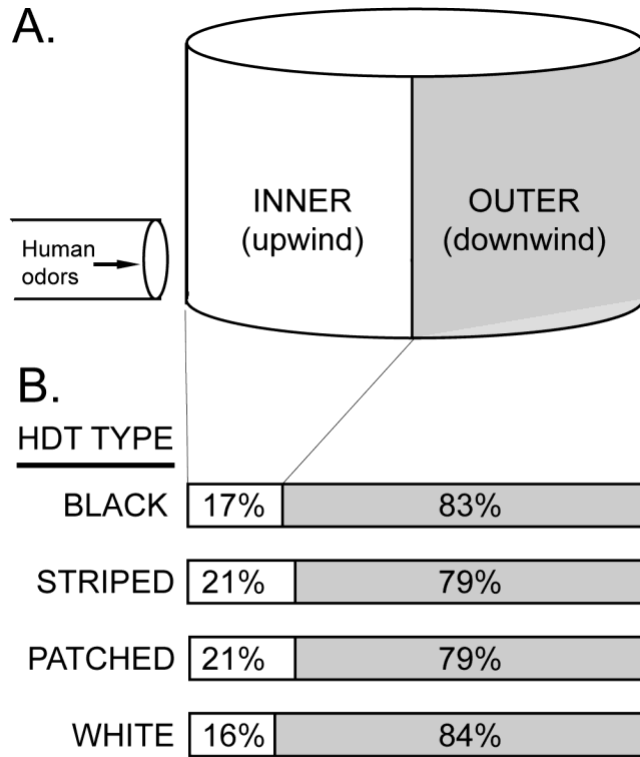 A.
INNER
(upwind)
OUTER
(downwind)
Human
odors
B.
HDT TYPE
BLACK 17% 83%
STRIPED 21% 79%
PATCHED 21% 79%
WHITE 16% 84%